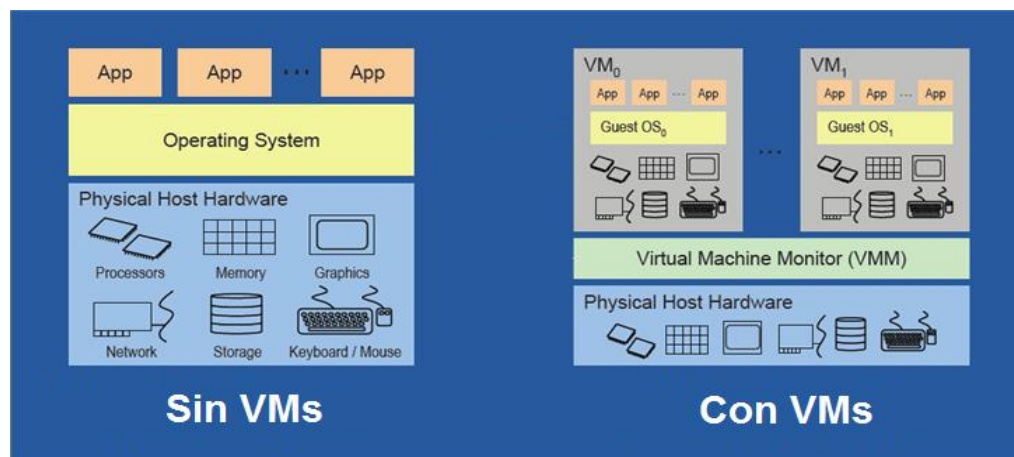 App App ... App
Operating System
Physical Host Hardware
Processors Memory Graphics
Network Storage Keyboard / Mouse
Sin VMs
VM₀
App App ... App
Guest OS₀
...
VM₁
App App ... App
Guest OS₁
Virtual Machine Monitor (VMM)
Physical Host Hardware
Con VMs